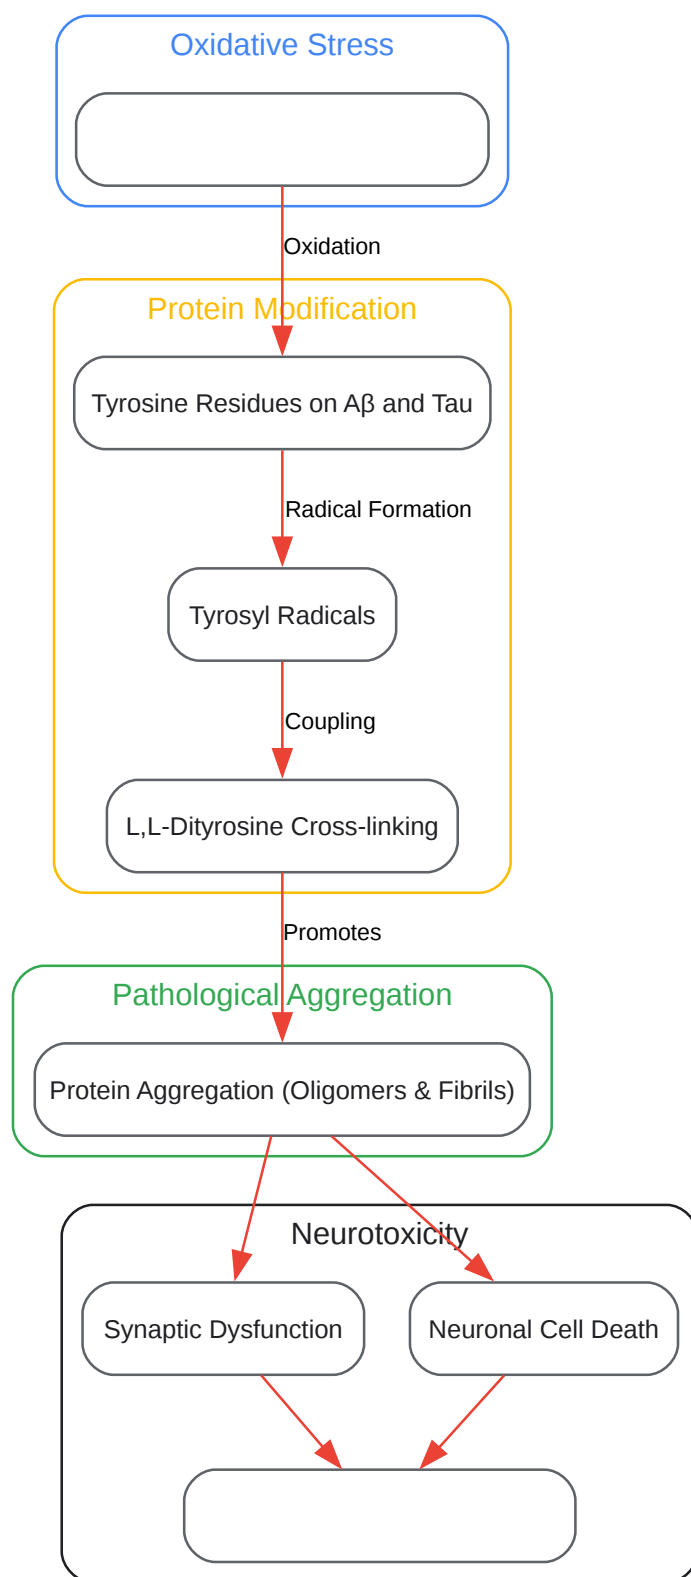 Oxidative Stress
Oxidation
Protein Modification
Tyrosine Residues on Aβ and Tau
Radical Formation
Tyrosyl Radicals
Coupling
L,L-Dityrosine Cross-linking
Promotes
Pathological Aggregation
Protein Aggregation (Oligomers & Fibrils)
Neurotoxicity
Synaptic Dysfunction
Neuronal Cell Death